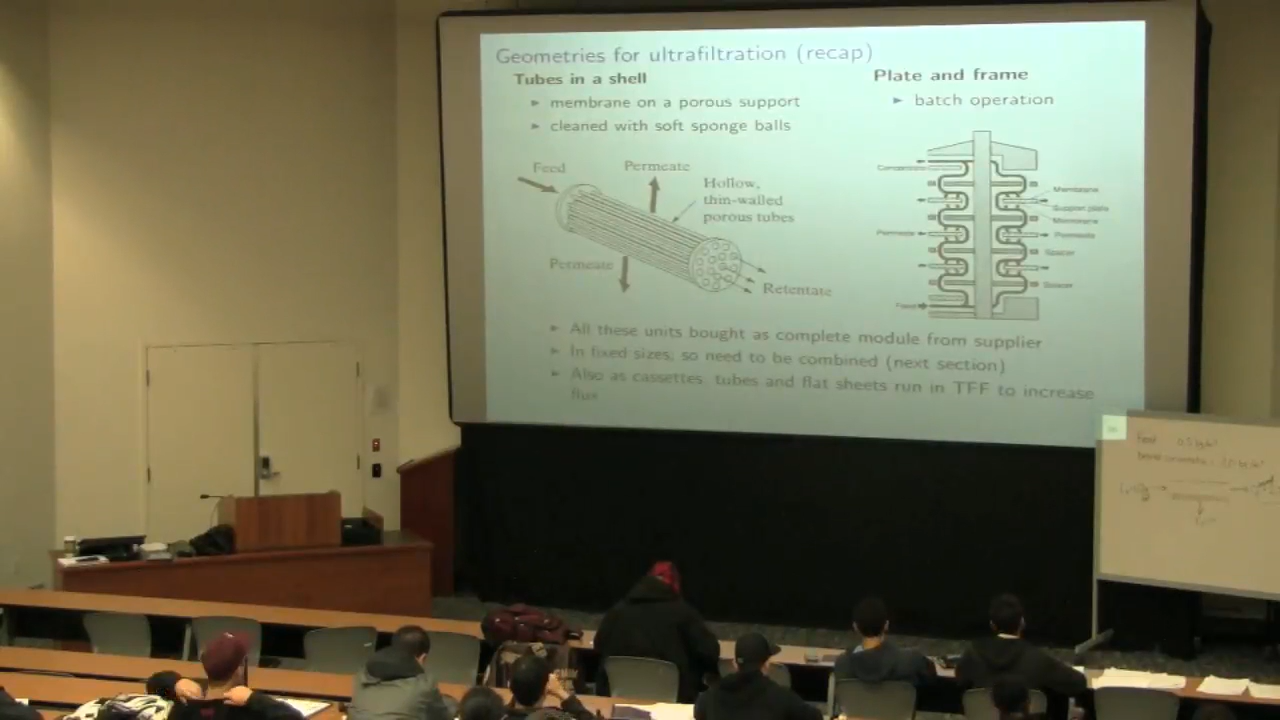 Geometries for ultrafiltration (recap)
Tubes in a shell
► membrane on a porous support
► cleaned with soft sponge balls
Feed
Permeate
Hollow,
thin-walled
porous tubes
Permeate
Retentate
Plate and frame
► batch operation
Membrane
Support plate
Membrane
Permeate
Permeate
Spacer
Spacer
Feed
► All these units bought as complete module from supplier
► In fixed sizes, so need to be combined (next section)
► Also as cassettes, tubes and flat sheets run in TFF to increase
flux
Feed